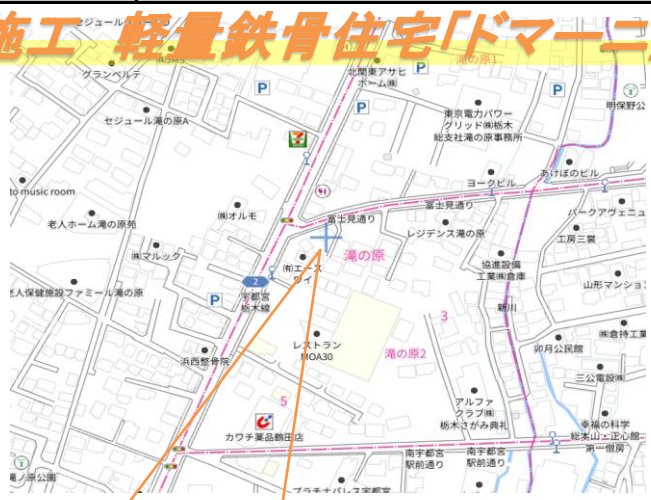 施工 軽量鉄骨住宅「ドマーニ
グランベルテ
セジュール滝の原A
北関東アサヒ
ホーム㈱
P
P
P
P
滝の原1
東京電力パワー
グリッド㈱栃木
総支社滝の原事務所
明保野公
to music room
老人ホーム滝の原苑
㈱オルモ
ヨークビル
あけぼのビル
富士見通り
富士見通り
レジデンス滝の原
パークアヴェニュ
工房三襲
㈱マルック
㈲エース
ワイ
滝の原
協進設備
工業㈱倉庫
山形マンション
老人保健施設ファミール滝の原
P
2
宇都宮
栃木線
新川
3
㈱倉持工業
レストラン
MOA30
滝の原2
卯月公民館
浜西整骨院
三公電設㈱
5
アルファ
クラブ㈱
栃木さがみ典礼
カワチ薬品鶴田店
幸福の科学
総本山・正心館
第一僧房
南宇都宮
駅前通り
南宇都宮
駅前通り
滝ノ原公園
プラチナパレス宇都宮